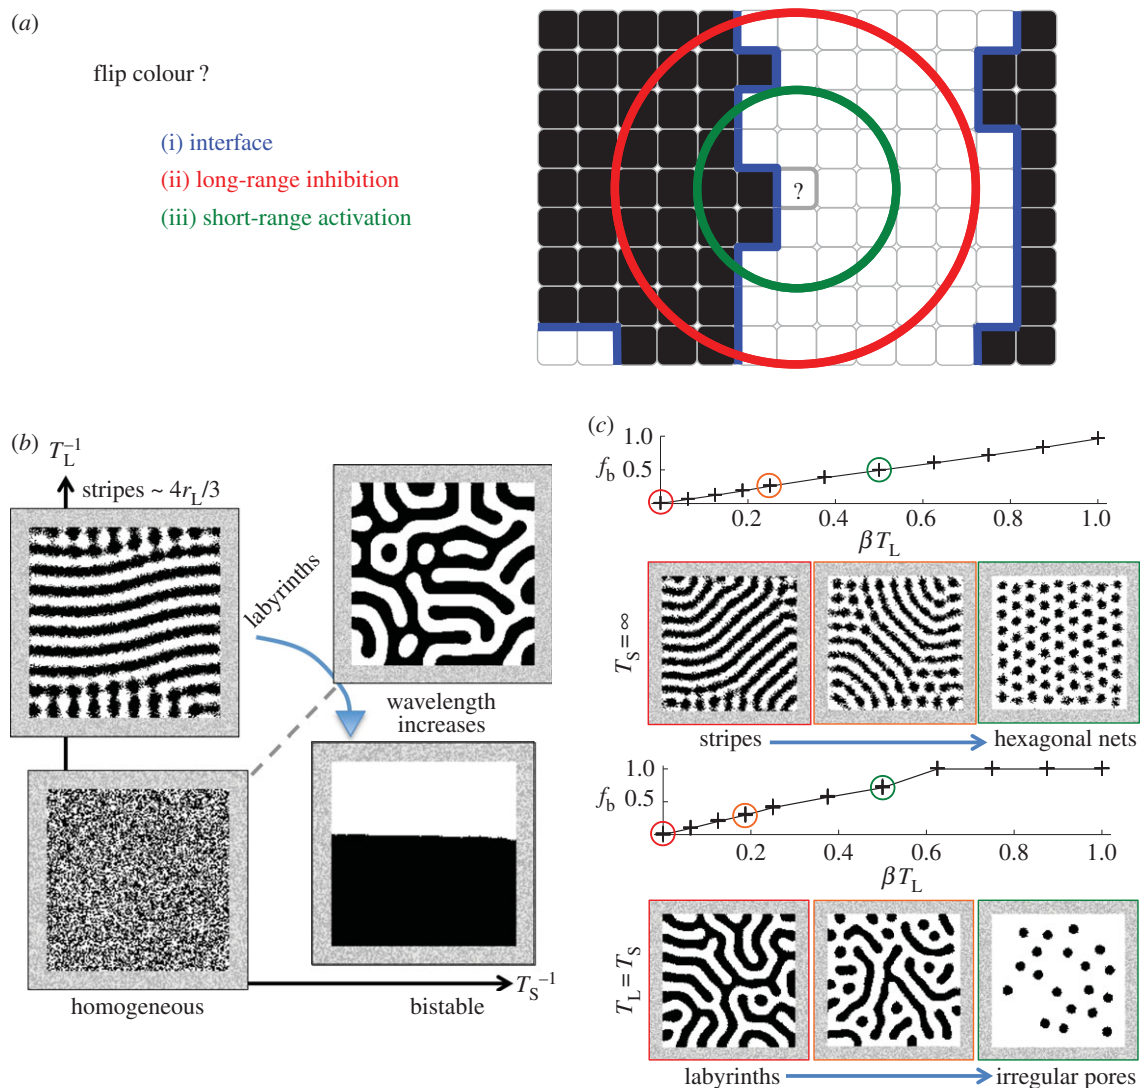 (a)
flip colour ?
(i) interface
(ii) long-range inhibition
(iii) short-range activation
?
(b)
T_L^{-1}
stripes ~ 4r_L/3
labyrinths
wavelength
increases
homogeneous
bistable
T_S^{-1}
(c)
f_b
1.0
0.5
0.2
0.4
0.6
0.8
1.0
βT_L
T_S = ∞
stripes
hexagonal nets
f_b
1.0
0.5
0.2
0.4
0.6
0.8
1.0
βT_L
T_L = T_S
labyrinths
irregular pores